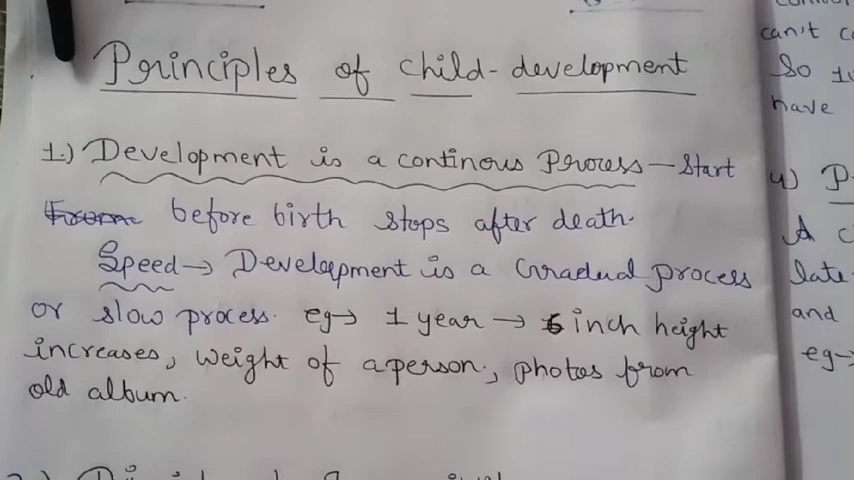 Principles of child-development
1.) Development is a continous Process - Start
before birth stops after death.
Speed → Development is a Gradual process
or slow process. eg → 1 year → 6 inch height
increases, weight of a person, photos from
old album.
can't
So
have
4)
A
late
and
eg →